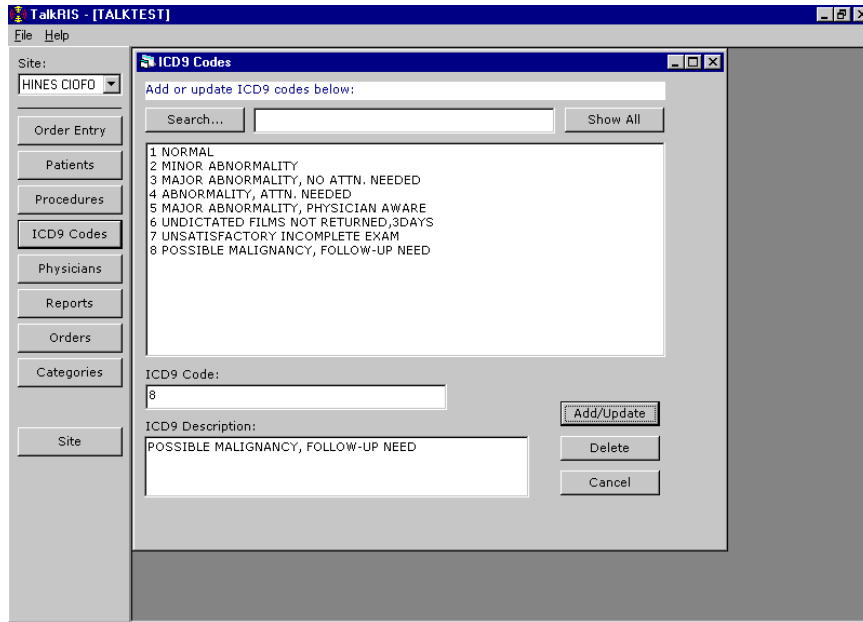 TalkRIS - [TALKTEST]
File Help
Site:
HINES CIOFO
Order Entry
Patients
Procedures
ICD9 Codes
Physicians
Reports
Orders
Categories
Site
ICD9 Codes
Add or update ICD9 codes below:
Search...
Show All
1 NORMAL
2 MINOR ABNORMALITY
3 MAJOR ABNORMALITY, NO ATTN. NEEDED
4 ABNORMALITY, ATTN. NEEDED
5 MAJOR ABNORMALITY, PHYSICIAN AWARE
6 UNDICTATED FILMS NOT RETURNED,3DAYS
7 UNSATISFACTORY INCOMPLETE EXAM
8 POSSIBLE MALIGNANCY, FOLLOW-UP NEED
ICD9 Code:
8
ICD9 Description:
POSSIBLE MALIGNANCY, FOLLOW-UP NEED
Add/Update
Delete
Cancel